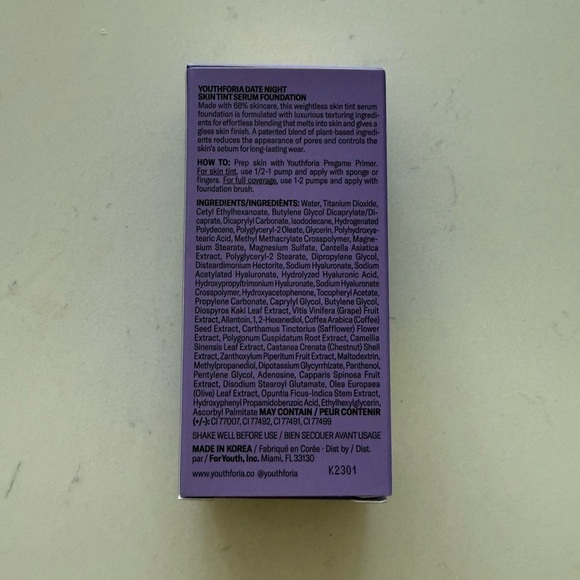 YOUTHFORIA DATE NIGHT
SKIN TINT SERUM FOUNDATION
Made with 68% skincare, this weightless skin tint serum
foundation is formulated with luxurious texturing ingredi-
ents for effortless blending that melts into skin and gives a
glass skin finish. A patented blend of plant-based ingredi-
ents reduces the appearance of pores and controls the
skin's sebum for long-lasting wear.
HOW TO: Prep skin with Youthforia Pregame Primer.
For skin tint, use 1/2-1 pump and apply with sponge or
fingers. For full coverage, use 1-2 pumps and apply with
foundation brush.
INGREDIENTS/INGREDIËNTS: Water, Titanium Dioxide,
Cetyl Ethylhexanoate, Butylene Glycol Dicaprylate/Di-
caprate, Dicaprylyl Carbonate, Isododecane, Hydrogenated
Polydecene, Polyglyceryl-2 Oleate, Glycerin, Polyhydroxys-
tearic Acid, Methyl Methacrylate Crosspolymer, Magne-
sium Stearate, Magnesium Sulfate, Centella Asiatica
Extract, Polyglyceryl-2 Stearate, Dipropylene Glycol,
Disteardimonium Hectorite, Sodium Hyaluronate, Sodium
Acetylated Hyaluronate, Hydrolyzed Hyaluronic Acid,
Hydroxypropyltrimonium Hyaluronate, Sodium Hyaluronate
Crosspolymer, Hydroxyacetophenone, Tocopheryl Acetate,
Propylene Carbonate, Caprylyl Glycol, Butylene Glycol,
Diospyros Kaki Leaf Extract, Vitis Vinifera (Grape) Fruit
Extract, Allantoin, 1, 2-Hexanediol, Coffea Arabica (Coffee)
Seed Extract, Carthamus Tinctorius (Safflower) Flower
Extract, Polygonum Cuspidatum Root Extract, Camellia
Sinensis Leaf Extract, Castanea Crenata (Chestnut) Shell
Extract, Zanthoxylum Piperitum Fruit Extract, Maltodextrin,
Methylpropanediol, Dipotassium Glycyrrhizate, Panthenol,
Pentylene Glycol, Adenosine, Capparis Spinosa Fruit
Extract, Disodium Stearoyl Glutamate, Olea Europaea
(Olive) Leaf Extract, Opuntia Ficus-Indica Stem Extract,
Hydroxyphenyl Propamidobenzoic Acid, Ethylhexylglycerin,
Ascorbyl Palmitate MAY CONTAIN / PEUR CONTENIR
(+/-): CI 77007, CI 77492, CI 77491, CI 77499
SHAKE WELL BEFORE USE / BIEN SECOUER AVANT USAGE
MADE IN KOREA / Fabriqué en Corée · Dist by / Dist.
par / For Youth, Inc. Miami, FL 33130
www.youthforia.co @youthforia K2301